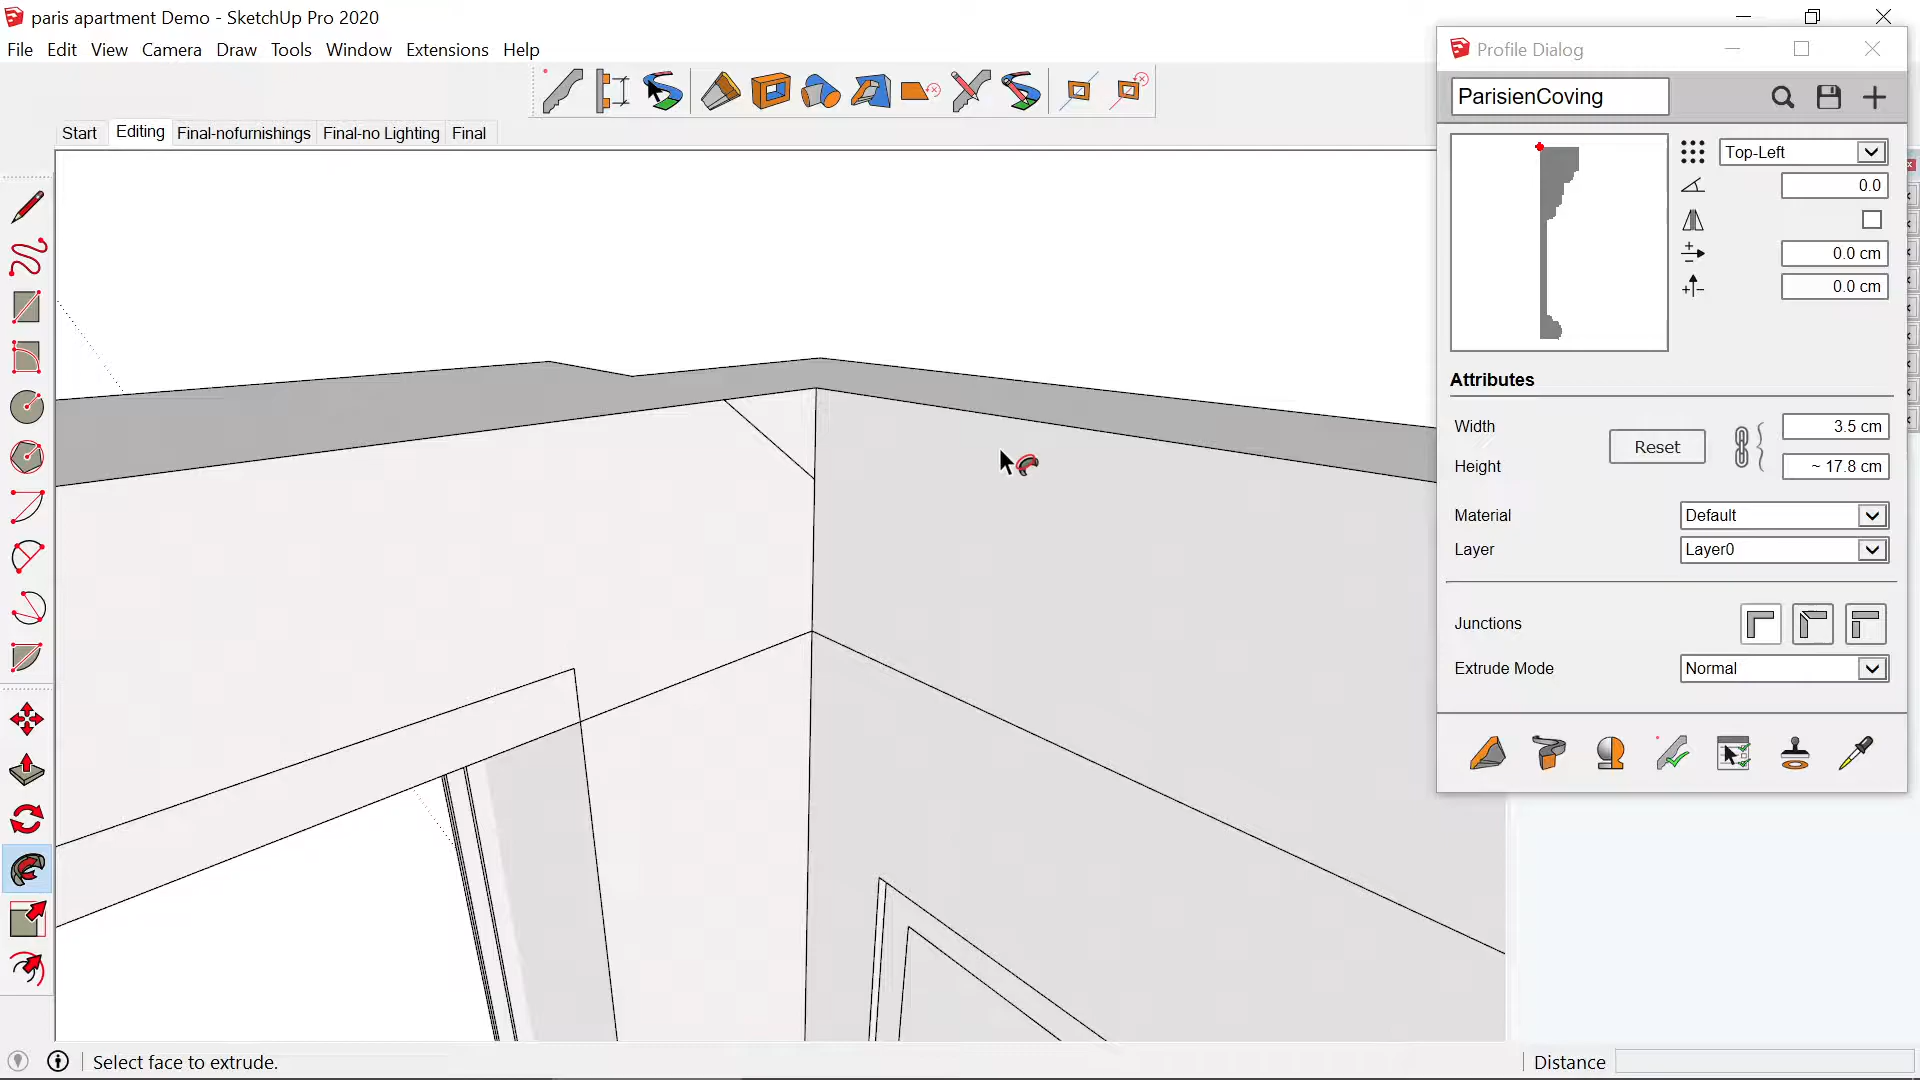 paris apartment Demo - SketchUp Pro 2020
File Edit View Camera Draw Tools Window Extensions Help
Profile Dialog
ParisienCoving
Start Editing Final-nofurnishings Final-no Lighting Final
Top-Left
0.0
0.0 cm
0.0 cm
Attributes
Width 3.5 cm
Reset
Height ~ 17.8 cm
Material Default
Layer Layer0
Junctions
Extrude Mode Normal
Select face to extrude.
Distance